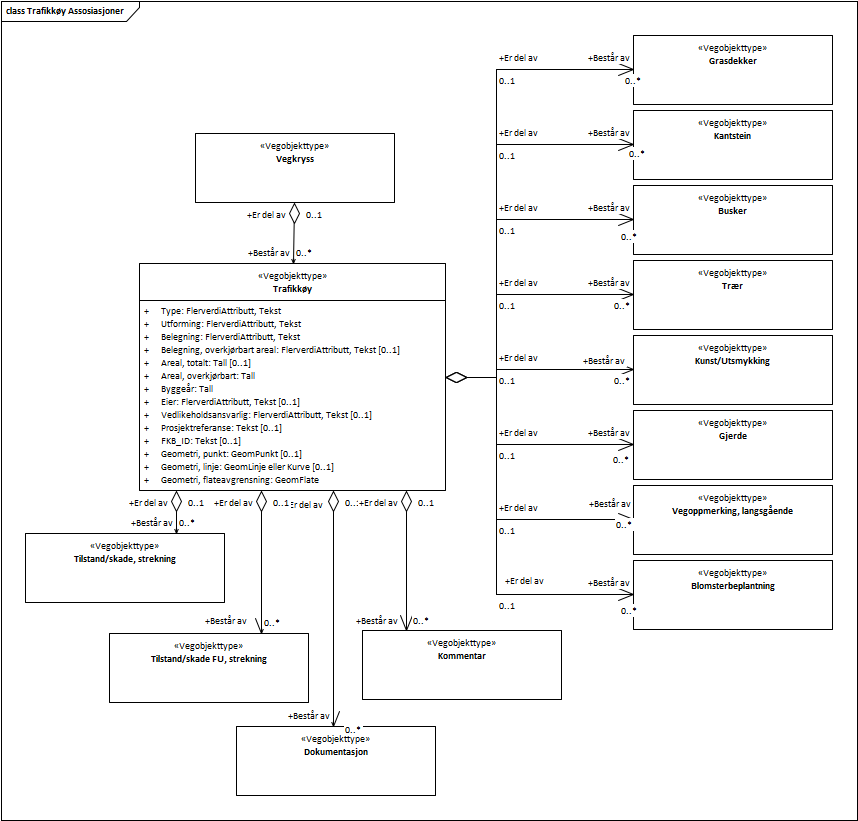 class Trafikkøy Assosiasjoner
«Vegobjekttype»
Vegkryss
+Er del av 0..1
+Består av 0..*
«Vegobjekttype»
Trafikkøy
+ Type: FlerverdiAttributt, Tekst
+ Utforming: FlerverdiAttributt, Tekst
+ Belegning: FlerverdiAttributt, Tekst
+ Belegning, overkjørbart areal: FlerverdiAttributt, Tekst [0..1]
+ Areal, totalt: Tall [0..1]
+ Areal, overkjørbart: Tall
+ Byggeår: Tall
+ Eier: FlerverdiAttributt, Tekst [0..1]
+ Vedlikeholdsansvarlig: FlerverdiAttributt, Tekst [0..1]
+ Prosjektreferanse: Tekst [0..1]
+ FKB_ID: Tekst [0..1]
+ Geometri, punkt: GeomPunkt [0..1]
+ Geometri, linje: GeomLinje eller Kurve [0..1]
+ Geometri, flateavgrensning: GeomFlate
+Er del av 0..1
+Består av 0..*
«Vegobjekttype»
Tilstand/skade, strekning
+Er del av 0..1
+Består av 0..*
«Vegobjekttype»
Tilstand/skade FU, strekning
Er del av 0..
+Består av 0..*
«Vegobjekttype»
Dokumentasjon
+Er del av 0..1
+Består av 0..*
«Vegobjekttype»
Kommentar
+Er del av +Består av
0..1 0..*
«Vegobjekttype»
Grasdekker
+Er del av +Består av
0..1 0..*
«Vegobjekttype»
Kantstein
+Er del av +Består av
0..1 0..*
«Vegobjekttype»
Busker
+Er del av +Består av
0..1 0..*
«Vegobjekttype»
Trær
+Er del av +Består av
0..1 0..*
«Vegobjekttype»
Kunst/Utsmykking
+Er del av +Består av
0..1 0..*
«Vegobjekttype»
Gjerde
+Er del av +Består av
0..1 0..*
«Vegobjekttype»
Vegoppmerking, langsgående
+Er del av +Består av
0..1 0..*
«Vegobjekttype»
Blomsterbeplantning